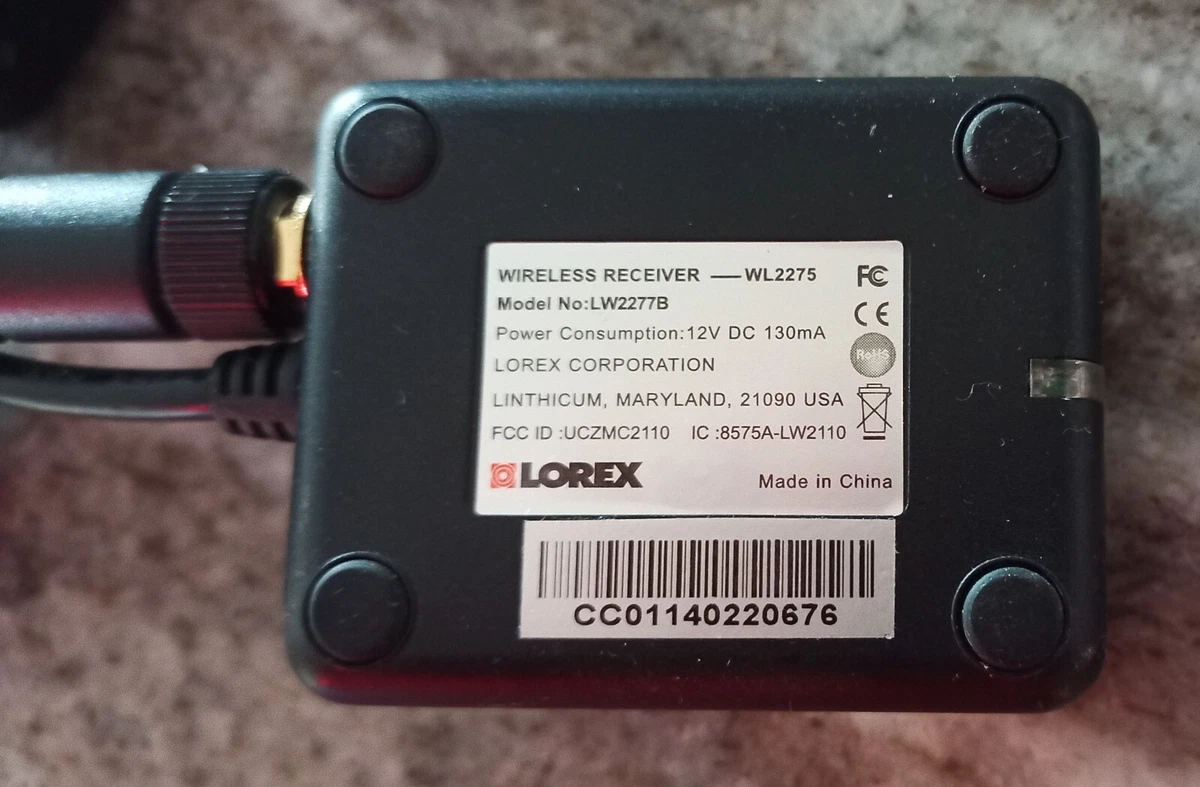 WIRELESS RECEIVER —WL2275
FC
Model No:LW2277B
CE
Power Consumption:12V DC 130mA
RoHS
LOREX CORPORATION
LINTHICUM, MARYLAND, 21090 USA
FCC ID :UCZMC2110 IC :8575A-LW2110
LOREX
Made in China
CC01140220676